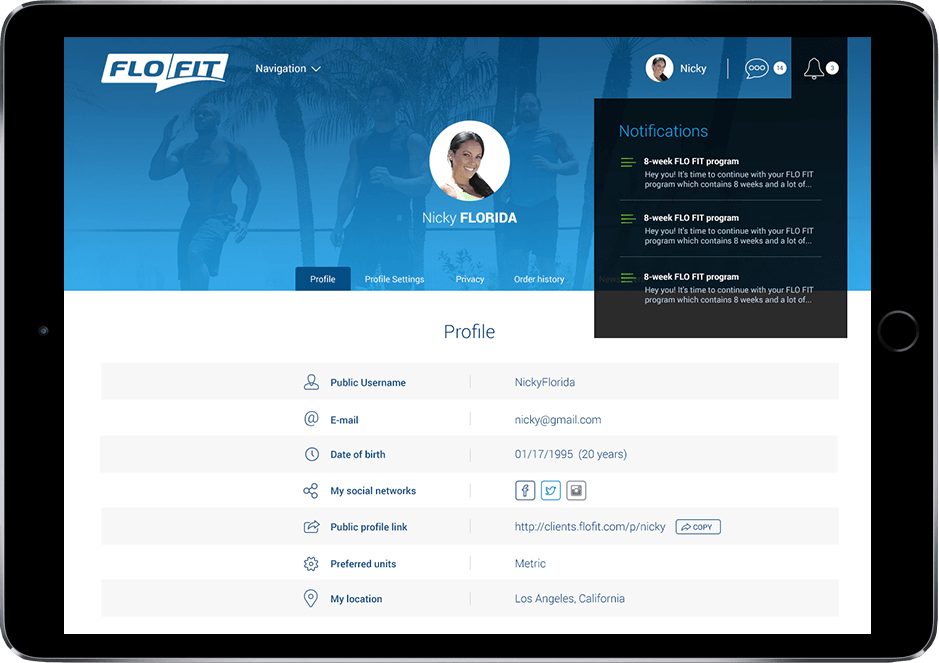 FLO FIT
Navigation
Nicky
14
3
Notifications
8-week FLO FIT program
Hey you! It's time to continue with your FLO FIT
program which contains 8 weeks and a lot of...
8-week FLO FIT program
Hey you! It's time to continue with your FLO FIT
program which contains 8 weeks and a lot of...
8-week FLO FIT program
Hey you! It's time to continue with your FLO FIT
program which contains 8 weeks and a lot of...
Nicky FLORIDA
Profile
Profile Settings
Privacy
Order history
Profile
Public Username
NickyFlorida
E-mail
nicky@gmail.com
Date of birth
01/17/1995 (20 years)
My social networks
Public profile link
http://clients.flofit.com/p/nicky
COPY
Preferred units
Metric
My location
Los Angeles, California